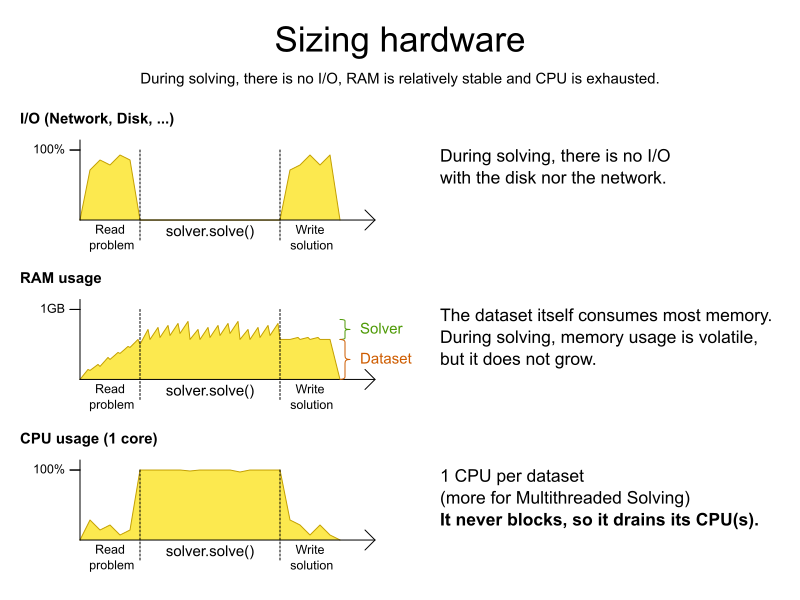 Sizing hardware
During solving, there is no I/O, RAM is relatively stable and CPU is exhausted.
I/O (Network, Disk, ...)
100%
Read
problem
solver.solve()
Write
solution
During solving, there is no I/O
with the disk nor the network.
RAM usage
1GB
Solver
Dataset
Read
problem
solver.solve()
Write
solution
The dataset itself consumes most memory.
During solving, memory usage is volatile,
but it does not grow.
CPU usage (1 core)
100%
Read
problem
solver.solve()
Write
solution
1 CPU per dataset
(more for Multithreaded Solving)
It never blocks, so it drains its CPU(s).